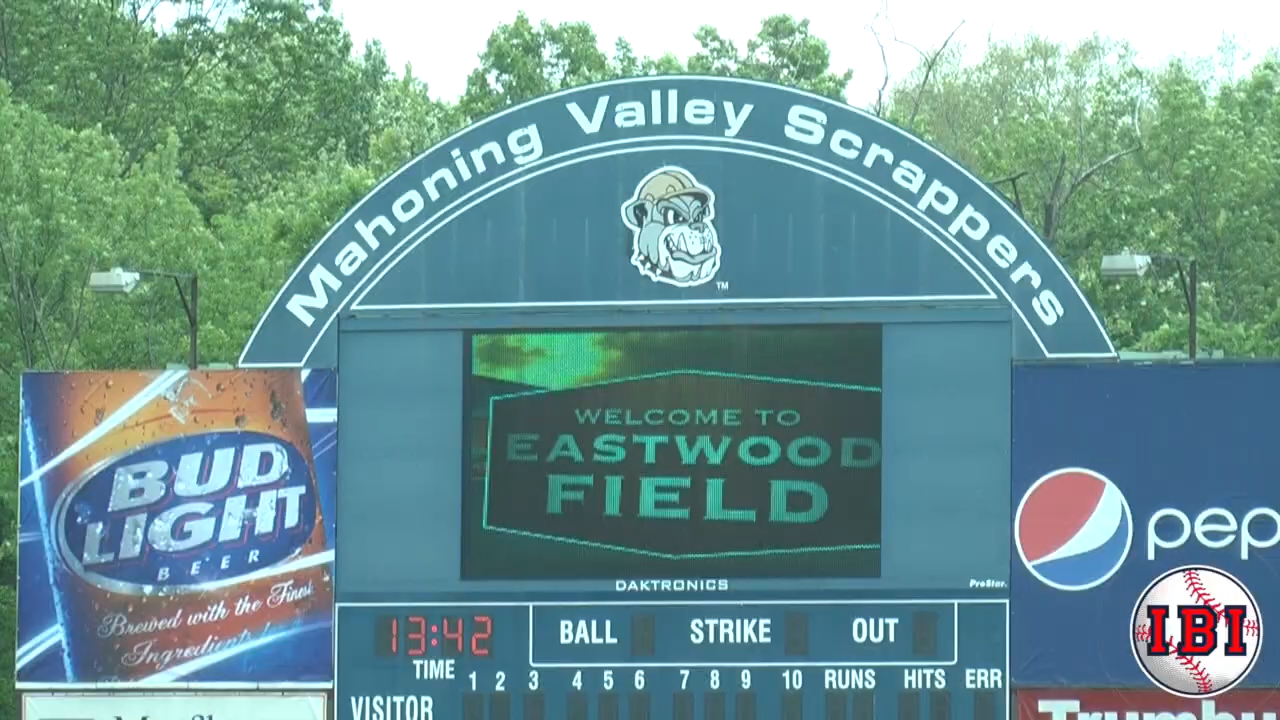 Mahoning Valley Scrappers
TM
WELCOME TO
EASTWOOD
FIELD
BUD
LIGHT
BEER
Brewed with the Finest
Ingredients
pep
DAKTRONICS
ProStar.
IBI
13:42
TIME
BALL
STRIKE
OUT
1 2 3 4 5 6 7 8 9 10 RUNS HITS ERR
VISITOR